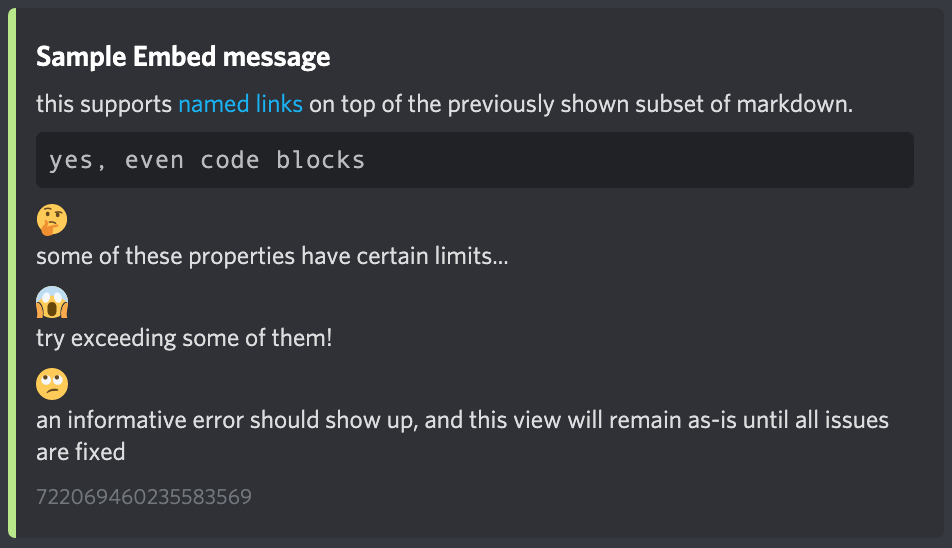 Sample Embed message
this supports named links on top of the previously shown subset of markdown.
yes, even code blocks
🤔
some of these properties have certain limits...
😱
try exceeding some of them!
🙄
an informative error should show up, and this view will remain as-is until all issues
are fixed
722069460235583569